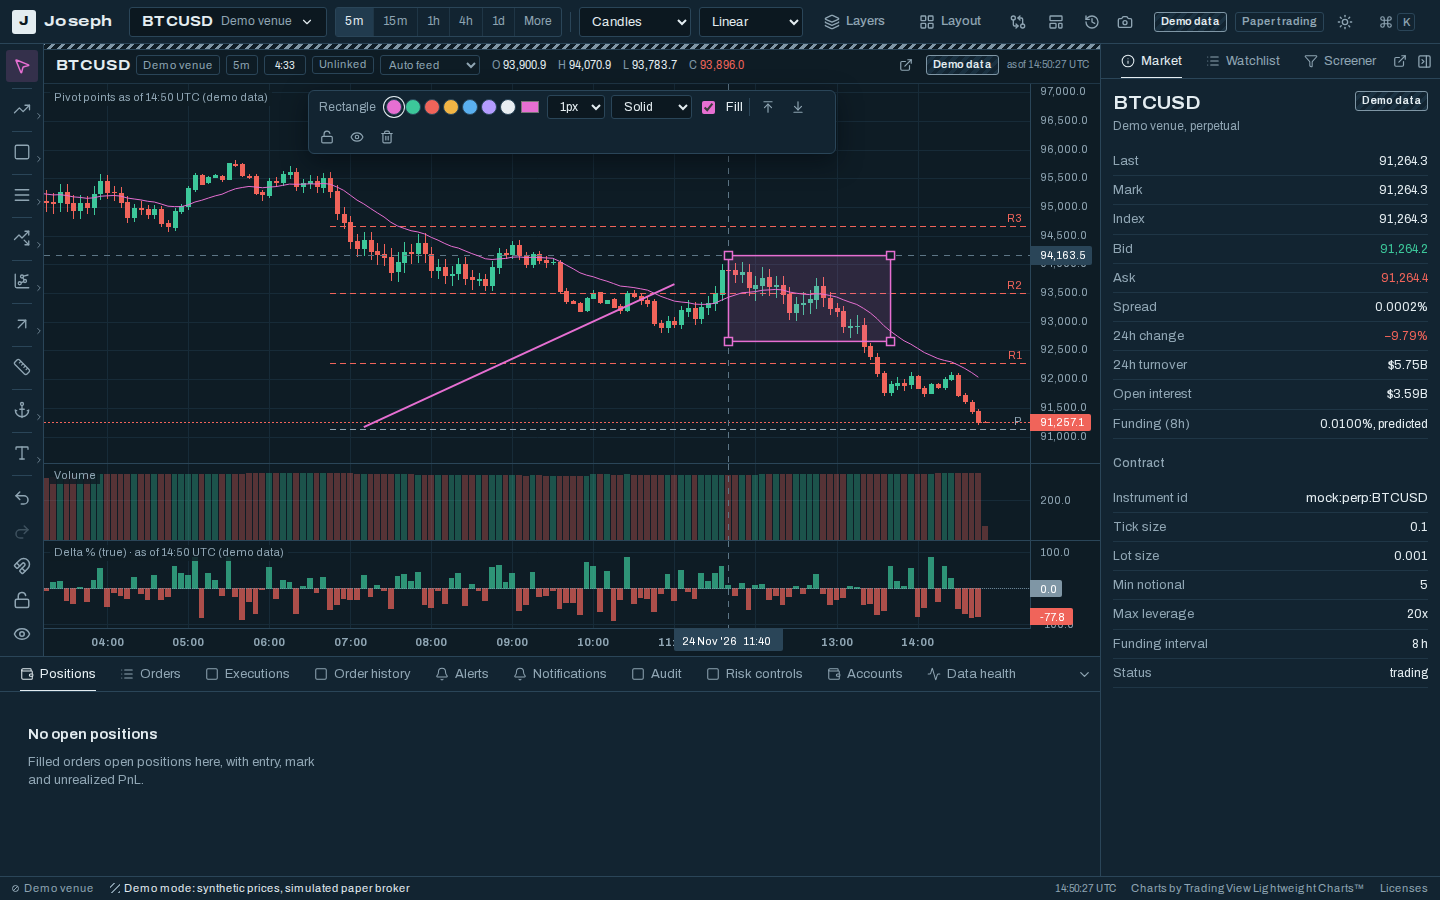 J Joseph BTCUSD Demo venue 5m 15m 1h 4h 1d More Candles Linear Layers Layout Demo data Paper trading ⌘ K
BTCUSD Demo venue 5m 4:33 Unlinked Auto feed O 93,900.9 H 94,070.9 L 93,783.7 C 93,896.0 Demo data as of 14:50:27 UTC
Pivot points as of 14:50 UTC (demo data)
Rectangle 1px Solid Fill
97,000.0
96,500.0
96,000.0
95,500.0
95,000.0
R3
94,500.0
94,163.5
R2
93,500.0
93,000.0
R1
92,500.0
92,000.0
91,500.0
P 91,257.1
91,000.0
Volume
200.0
Delta % (true) · as of 14:50 UTC (demo data)
100.0
0.0
-77.8
04:00 05:00 06:00 07:00 08:00 09:00 10:00 24 Nov '26 11:40 13:00 14:00
Market Watchlist Screener
BTCUSD Demo data
Demo venue, perpetual
Last 91,264.3
Mark 91,264.3
Index 91,264.3
Bid 91,264.2
Ask 91,264.4
Spread 0.0002%
24h change −9.79%
24h turnover $5.75B
Open interest $3.59B
Funding (8h) 0.0100%, predicted
Contract
Instrument id mock:perp:BTCUSD
Tick size 0.1
Lot size 0.001
Min notional 5
Max leverage 20x
Funding interval 8 h
Status trading
Positions Orders Executions Order history Alerts Notifications Audit Risk controls Accounts Data health
No open positions
Filled orders open positions here, with entry, mark
and unrealized PnL.
Demo venue Demo mode: synthetic prices, simulated paper broker 14:50:27 UTC Charts by TradingView Lightweight Charts™ Licenses